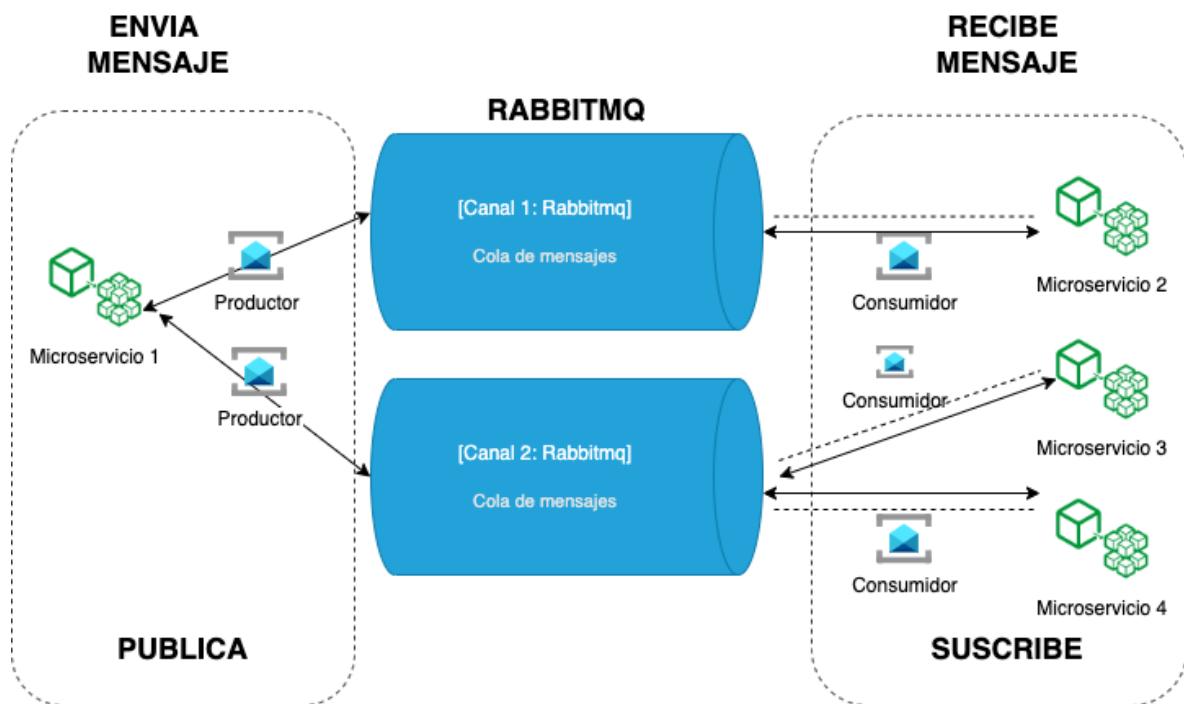 ENVIA
MENSAJE
RECIBE
MENSAJE
RABBITMQ
[Canal 1: Rabbitmq]
Cola de mensajes
Productor
Microservicio 1
Productor
Consumidor
Microservicio 2
Consumidor
Microservicio 3
[Canal 2: Rabbitmq]
Cola de mensajes
Consumidor
Microservicio 4
PUBLICA
SUSCRIBE